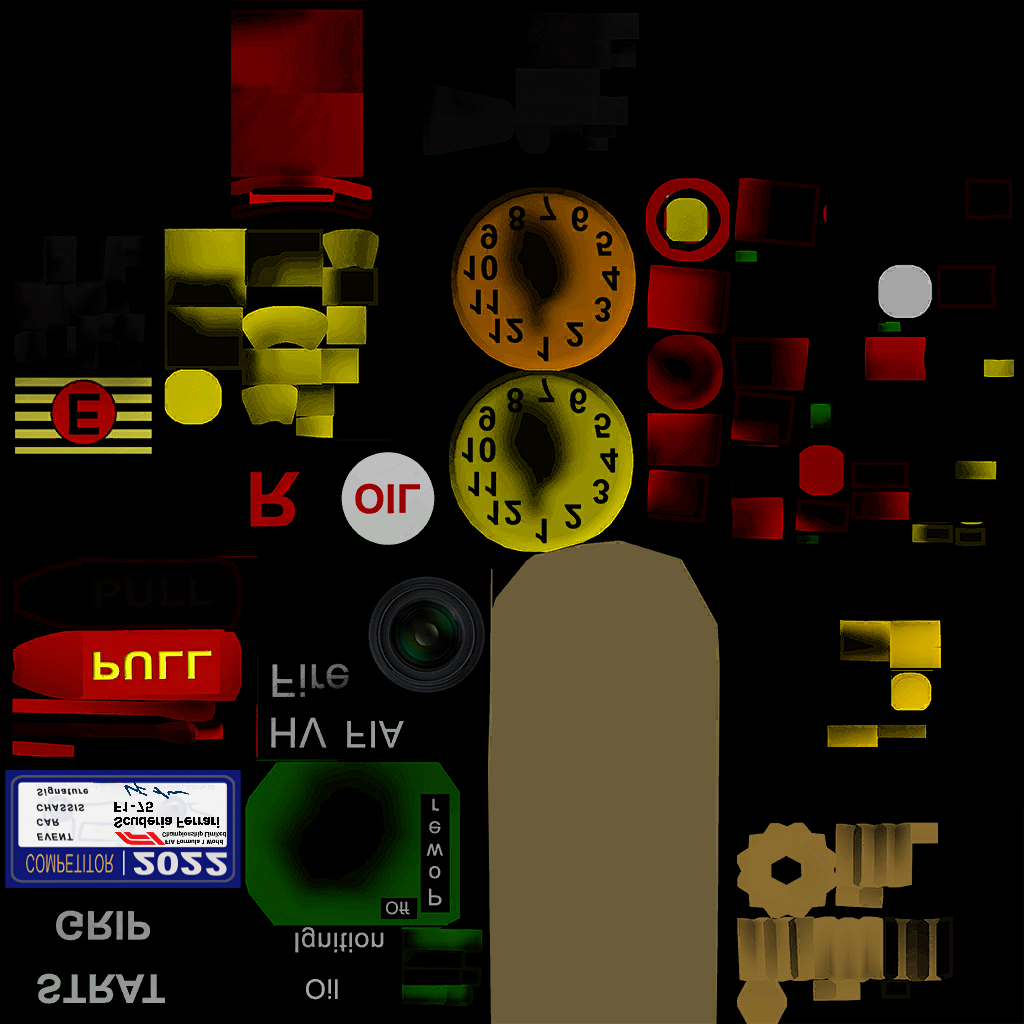 8 7 6
9 5
10 4
11 3
12 2
1
E
8 7 6
9 5
10 4
11 3
12 2
1
R
OIL
PULL
PULL
Fire
HV FIA
Signature
CHASSIS F1-75
CAR Scuderia Ferrari
EVENT FIA Formula 1 World
Championship Limited
COMPETITOR | 2022
Power
Off
GRIP
Ignition
STRAT
Oil